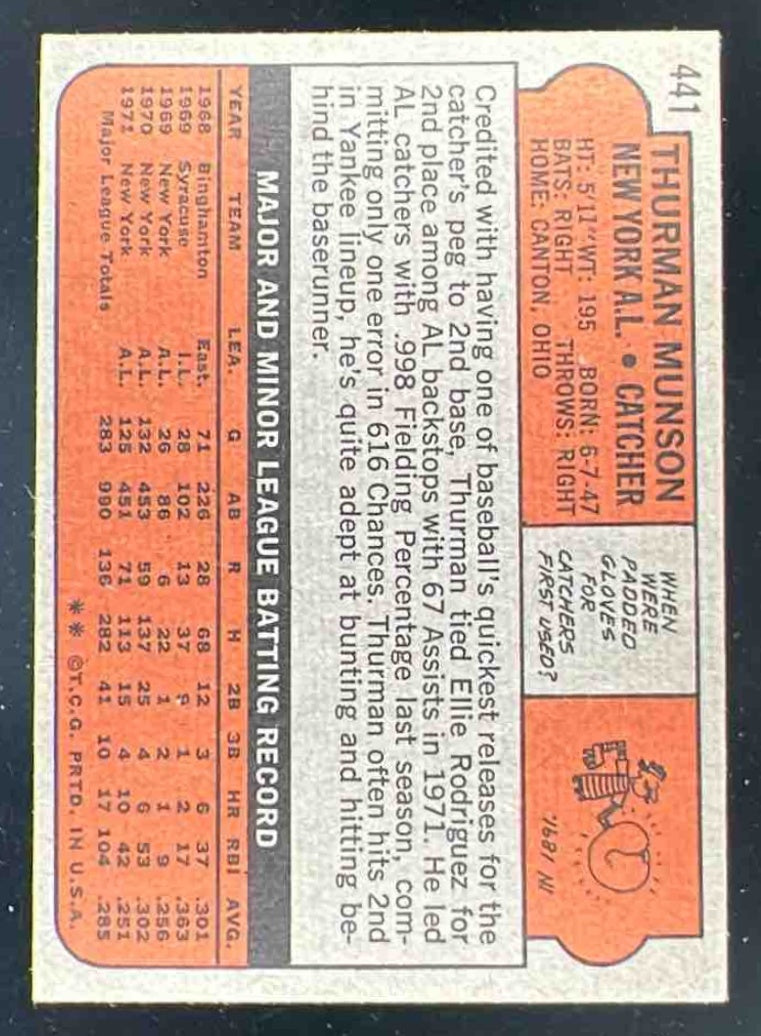 441
THURMAN MUNSON
NEW YORK A.L. • CATCHER
HT: 5'11" WT: 195 BORN: 6-7-47
BATS: RIGHT THROWS: RIGHT
HOME: CANTON, OHIO
WHEN
WERE
PADDED
GLOVES
FOR
CATCHERS
FIRST USED?
IN 1891
Credited with having one of baseball's quickest releases for the
catcher's peg to 2nd base, Thurman tied Ellie Rodriguez for
2nd place among AL backstops with 67 Assists in 1971. He led
AL catchers with .998 Fielding Percentage last season, com-
mitting only one error in 616 Chances. Thurman often hits 2nd
in Yankee lineup, he's quite adept at bunting and hitting be-
hind the baserunner.
MAJOR AND MINOR LEAGUE BATTING RECORD
YEAR TEAM LEA. G AB R H 2B 3B HR RBI AVG.
1968 Binghamton East. 71 226 28 68 12 3 6 37 .301
1969 Syracuse I.L. 28 102 13 37 9 1 2 17 .363
1969 New York A.L. 26 86 6 22 1 2 1 9 .256
1970 New York A.L. 132 453 59 137 25 4 6 53 .302
1971 New York A.L. 125 451 71 113 15 4 10 42 .251
Major League Totals 283 990 136 282 41 10 17 104 .285
** ©T.C.G. PRTD. IN U.S.A.